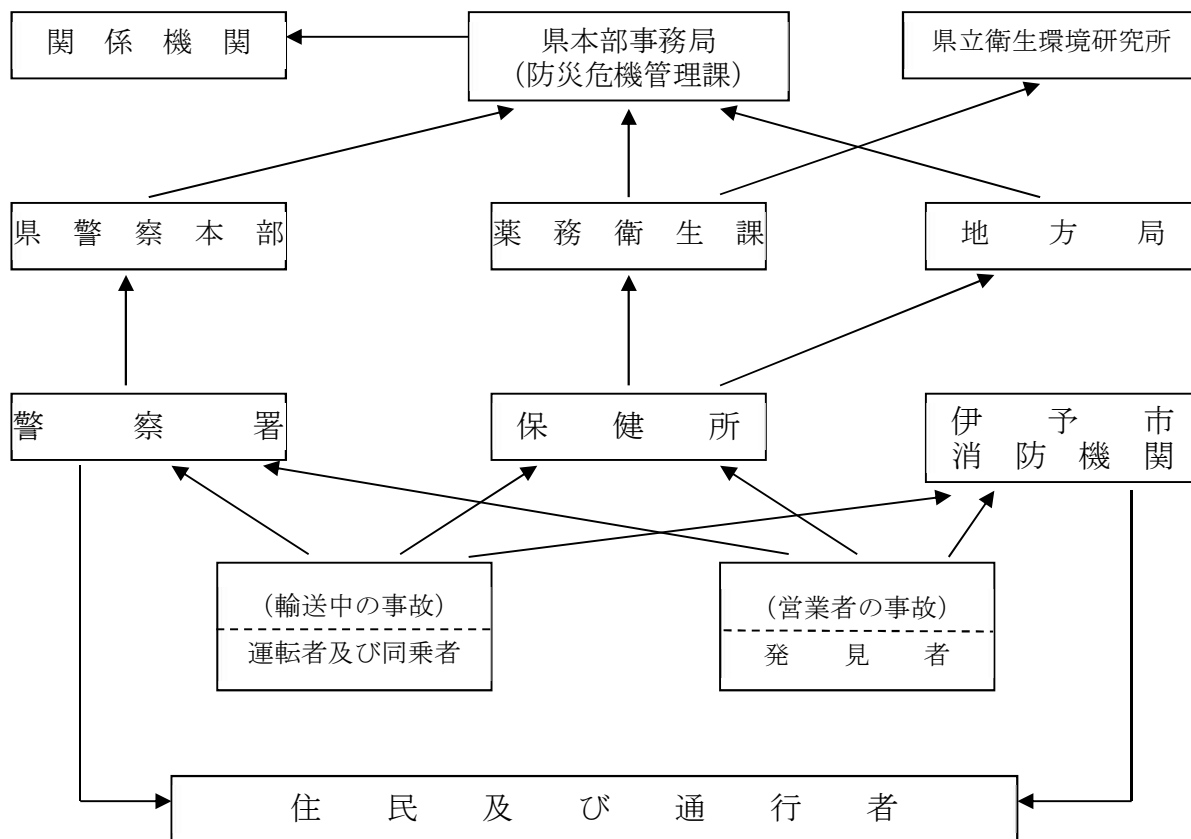 関係機関
県本部事務局
（防災危機管理課）
県立衛生環境研究所
県警察本部
薬務衛生課
地方局
警察署
保健所
伊予市
消防機関
（輸送中の事故）
運転者及び同乗者
（営業者の事故）
発見者
住民及び通行者